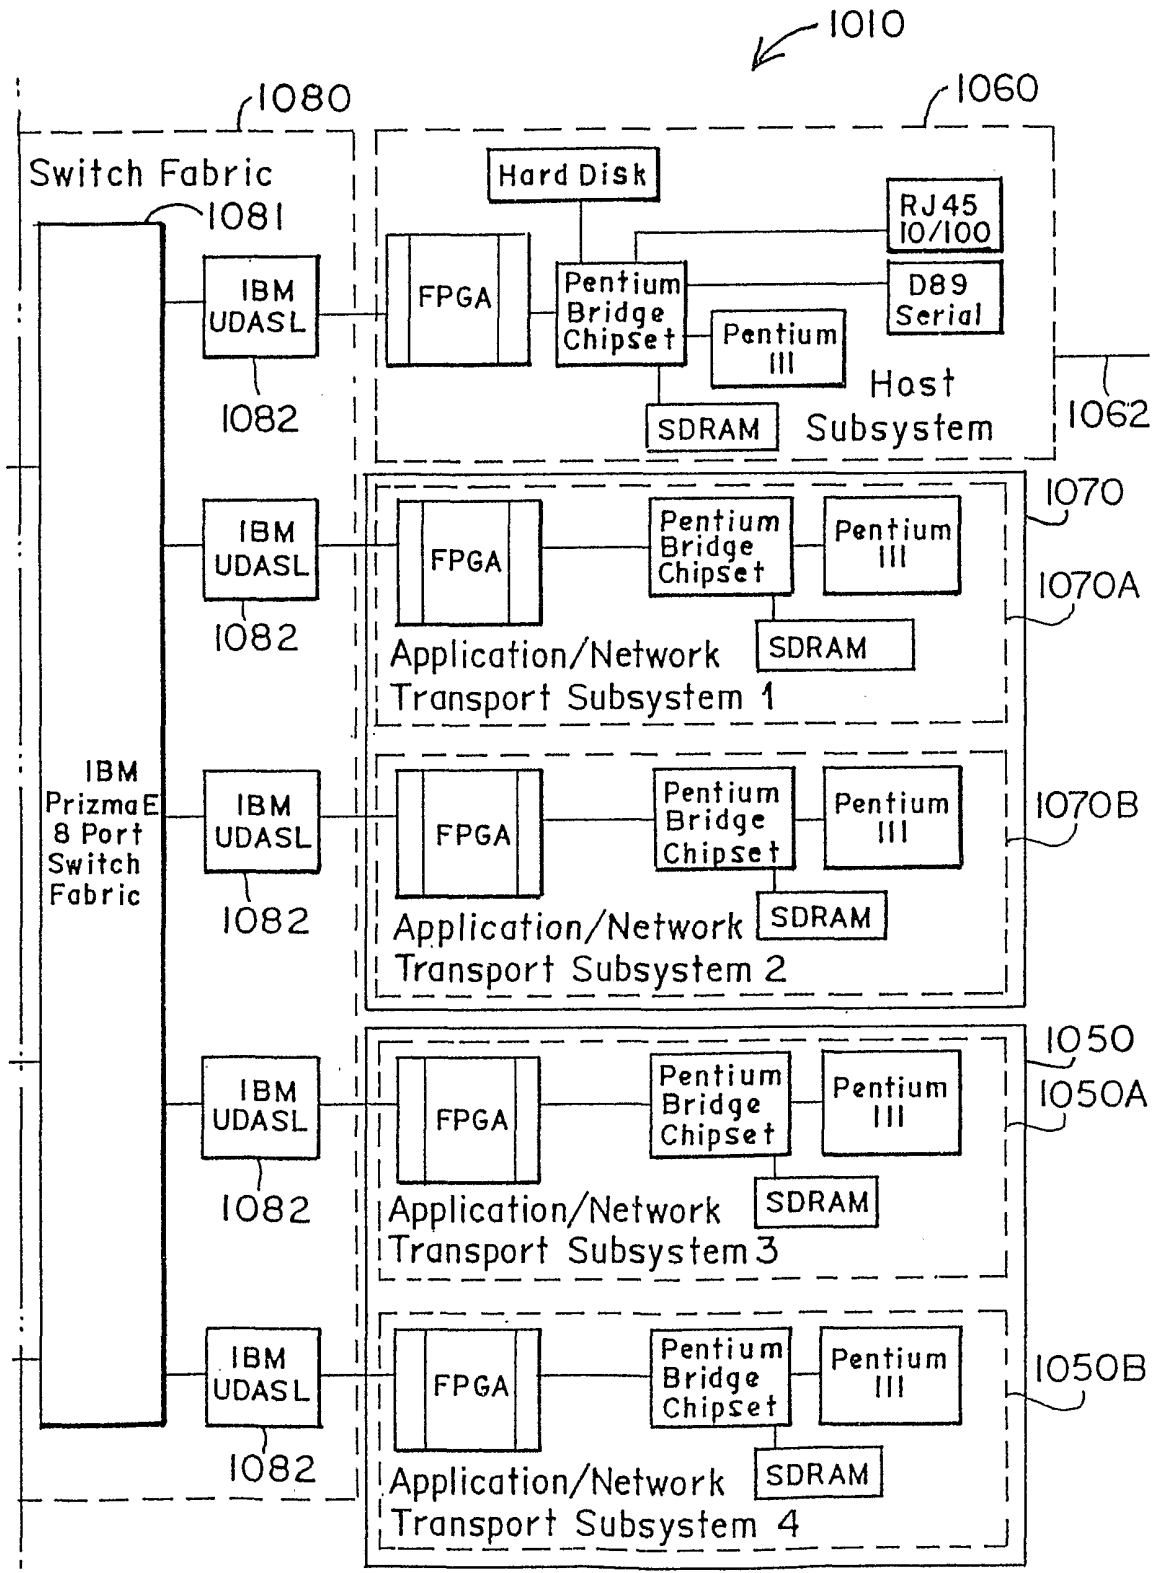 1010
1080
1060
Switch Fabric
1081
Hard Disk
RJ45
10/100
IBM
UDASL
FPGA
Pentium
Bridge
Chipset
D89
Serial
Pentium
III
1082
SDRAM
Host
Subsystem
1062
1070
IBM
UDASL
FPGA
Pentium
Bridge
Chipset
Pentium
III
1070A
1082
SDRAM
Application/Network
Transport Subsystem 1
IBM
PrizmaE
8 Port
Switch
Fabric
IBM
UDASL
FPGA
Pentium
Bridge
Chipset
Pentium
III
1070B
1082
SDRAM
Application/Network
Transport Subsystem 2
1050
IBM
UDASL
FPGA
Pentium
Bridge
Chipset
Pentium
III
1050A
1082
SDRAM
Application/Network
Transport Subsystem 3
IBM
UDASL
FPGA
Pentium
Bridge
Chipset
Pentium
III
1050B
1082
SDRAM
Application/Network
Transport Subsystem 4